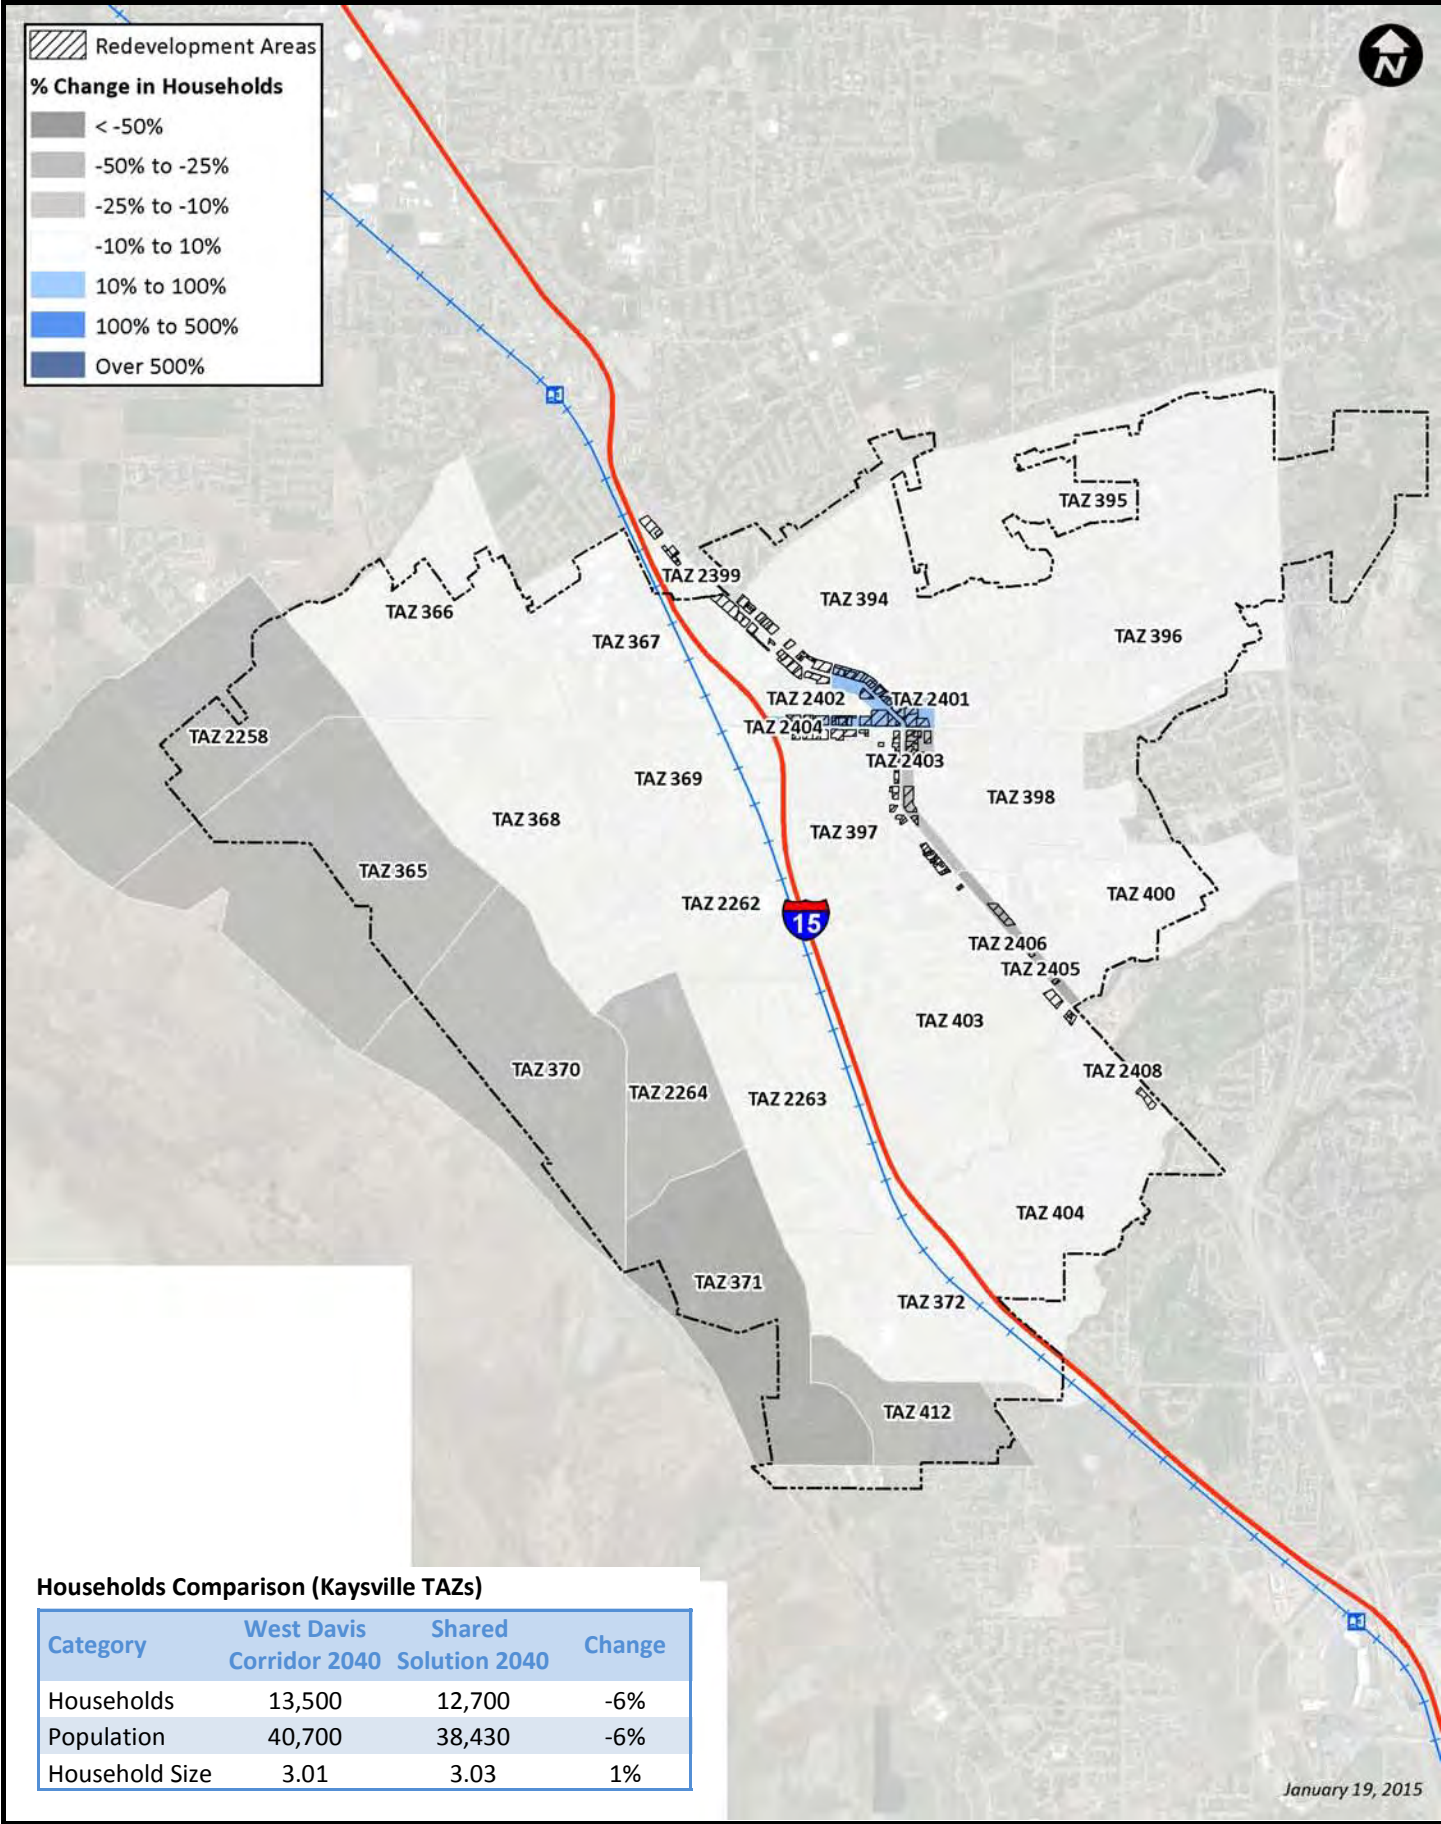 Redevelopment Areas
% Change in Households
< -50%
-50% to -25%
-25% to -10%
-10% to 10%
10% to 100%
100% to 500%
Over 500%
N
TAZ 395
TAZ 2399
TAZ 394
TAZ 366
TAZ 367
TAZ 396
TAZ 2402
TAZ 2401
TAZ 2404
TAZ 2258
TAZ 2403
TAZ 369
TAZ 398
TAZ 368
TAZ 397
TAZ 365
TAZ 400
TAZ 2262
15
TAZ 2406
TAZ 2405
TAZ 403
TAZ 370
TAZ 2408
TAZ 2264
TAZ 2263
TAZ 404
TAZ 371
TAZ 372
TAZ 412
Households Comparison (Kaysville TAZs)
Category West Davis Corridor 2040 Shared Solution 2040 Change
Households 13,500 12,700 -6%
Population 40,700 38,430 -6%
Household Size 3.01 3.03 1%
January 19, 2015